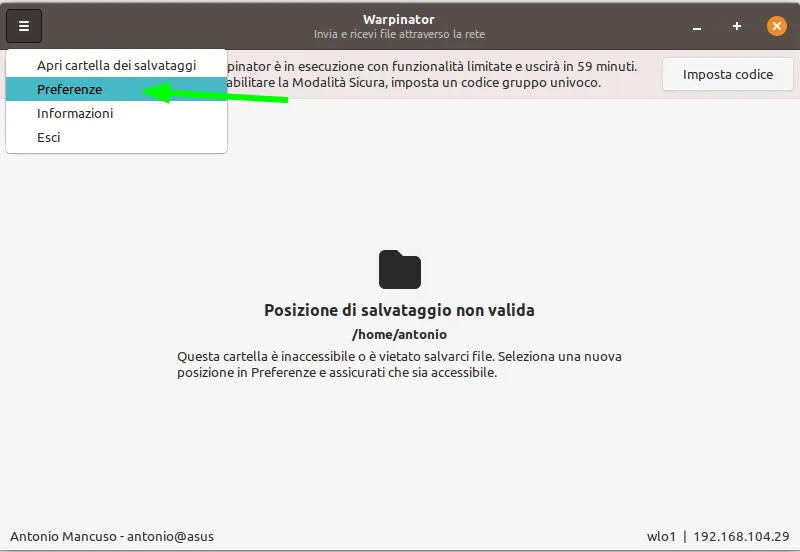 Warpinator
Invia e ricevi file attraverso la rete
Apri cartella dei salvataggi
Preferenze
Informazioni
Esci
pinator è in esecuzione con funzionalità limitate e uscirà in 59 minuti.
abilitare la Modalità Sicura, imposta un codice gruppo univoco.
Imposta codice
Posizione di salvataggio non valida
/home/antonio
Questa cartella è inaccessibile o è vietato salvarci file. Seleziona una nuova
posizione in Preferenze e assicurati che sia accessibile.
Antonio Mancuso - antonio@asus
wlo1 | 192.168.104.29